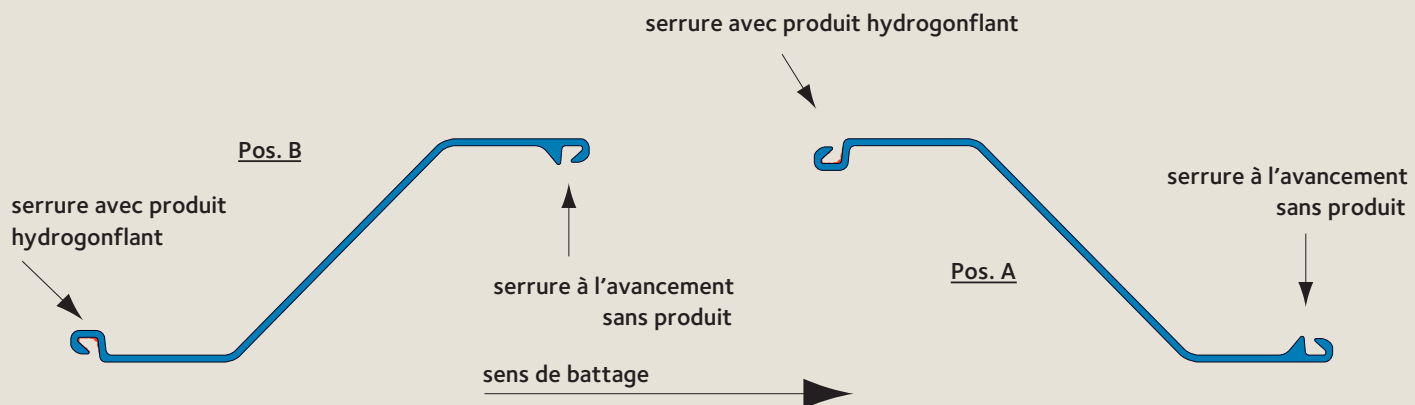 serrure avec produit hydrogonflant
Pos. B
serrure avec produit
hydrogonflant
serrure à l’avancement
sans produit
serrure à l’avancement
sans produit
Pos. A
sens de battage